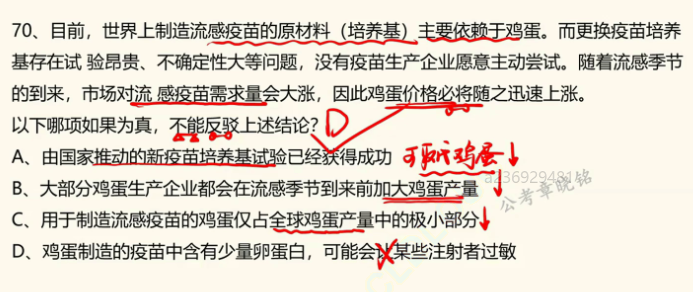 70、目前，世界上制造流感疫苗的原材料（培养基）主要依赖于鸡蛋。而更换疫苗培养
基存在试 验昂贵、不确定性大等问题，没有疫苗生产企业愿意主动尝试。随着流感季节
的到来，市场对流 感疫苗需求量会大涨，因此鸡蛋价格必将随之迅速上涨。
以下哪项如果为真，不能反驳上述结论？D
A、由国家推动的新疫苗培养基试验已经获得成功 可取代鸡蛋↓
a236929481
B、大部分鸡蛋生产企业都会在流感季节到来前加大鸡蛋产量 ↓
公考章晓铭
C、用于制造流感疫苗的鸡蛋仅占全球鸡蛋产量中的极小部分↓
D、鸡蛋制造的疫苗中含有少量卵蛋白，可能会让某些注射者过敏